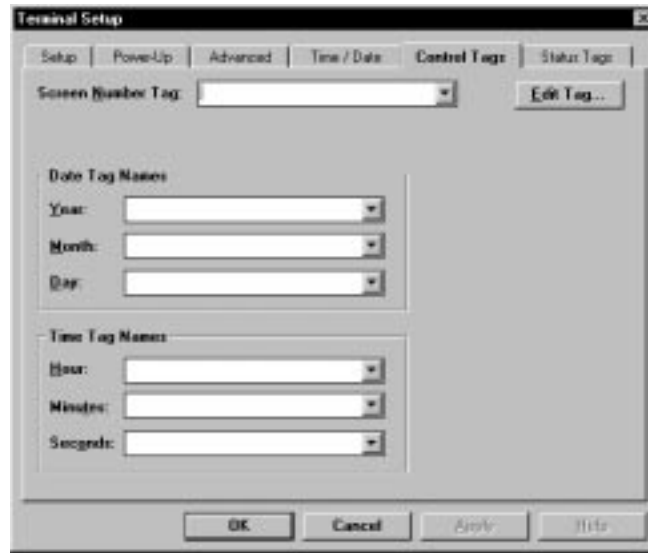 Terminal Setup
Setup Power-Up Advanced Time / Date Control Tags Status Tags
Screen Number Tag: Edit Tag...
Date Tag Names
Year:
Month:
Day:
Time Tag Names
Hour:
Minutes:
Seconds:
OK Cancel Apply Help